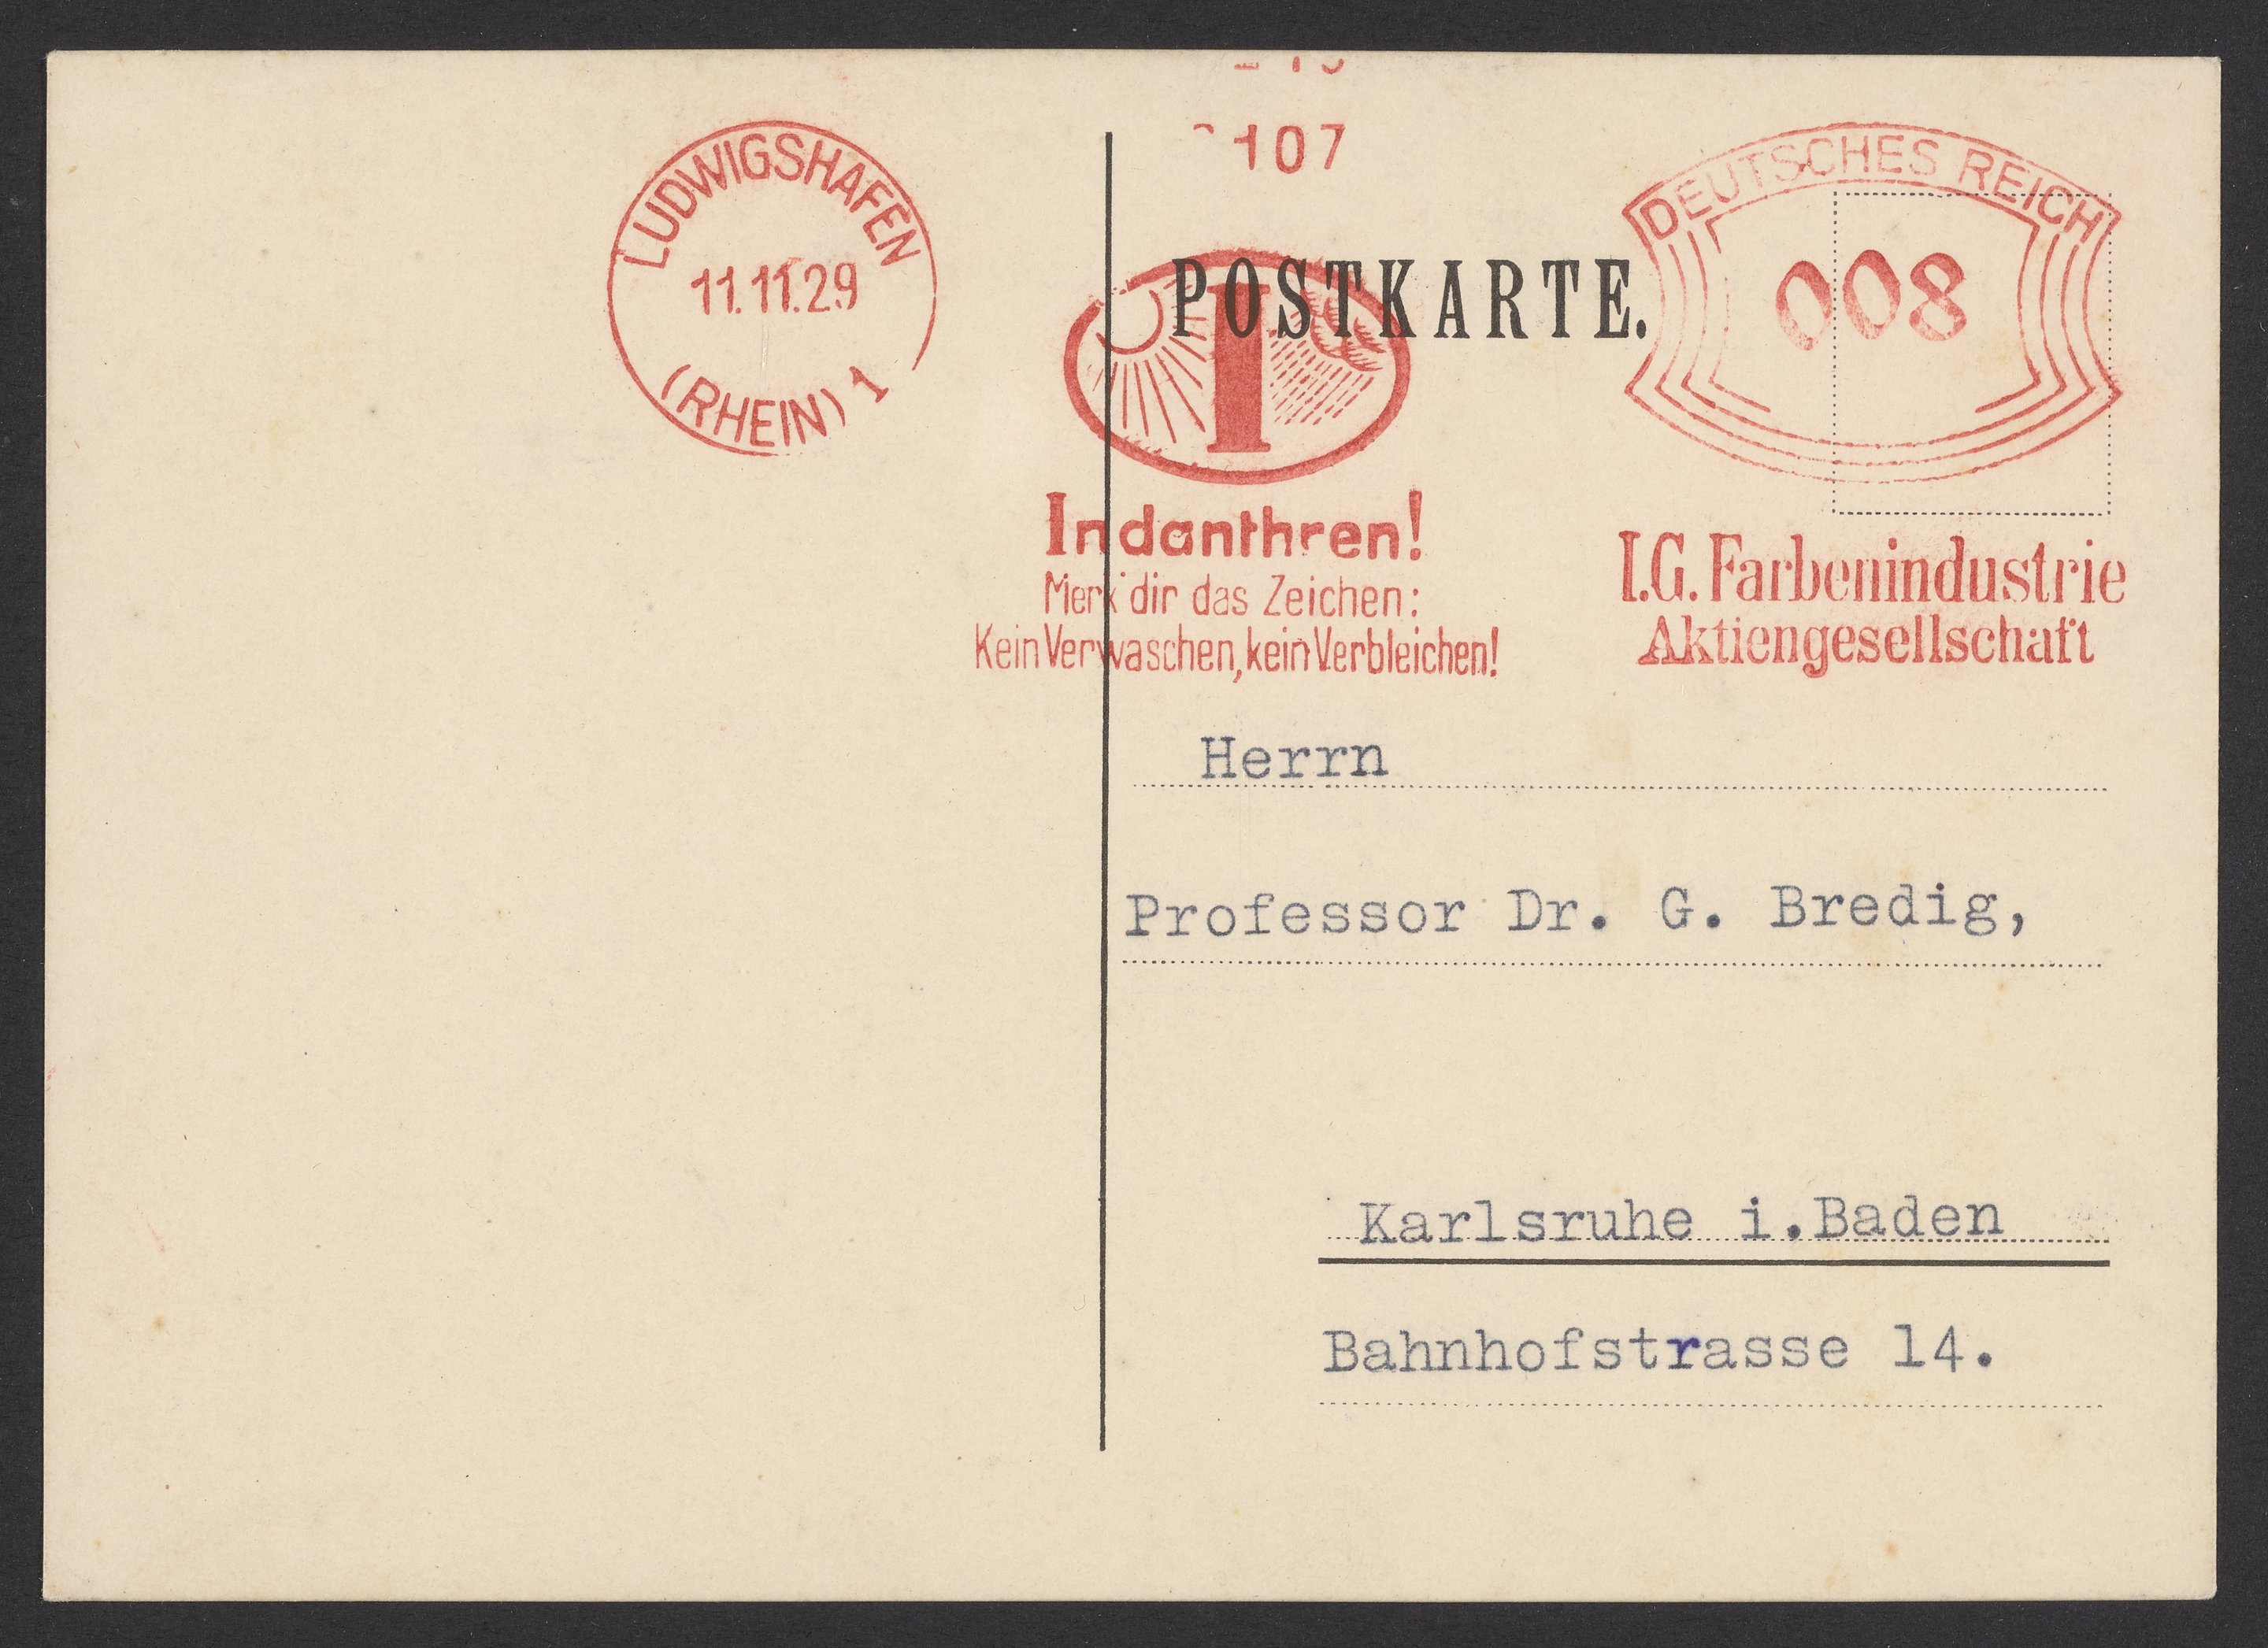 107
LUDWIGSHAFEN
11.11.29
(RHEIN) 1
POSTKARTE.
I
DEUTSCHES REICH
008
Indanthren!
Merk' dir das Zeichen:
Kein Verwaschen, kein Verbleichen!
I.G. Farbenindustrie
Aktiengesellschaft
Herrn
Professor Dr. G. Bredig,
Karlsruhe i.Baden
Bahnhofstrasse 14.